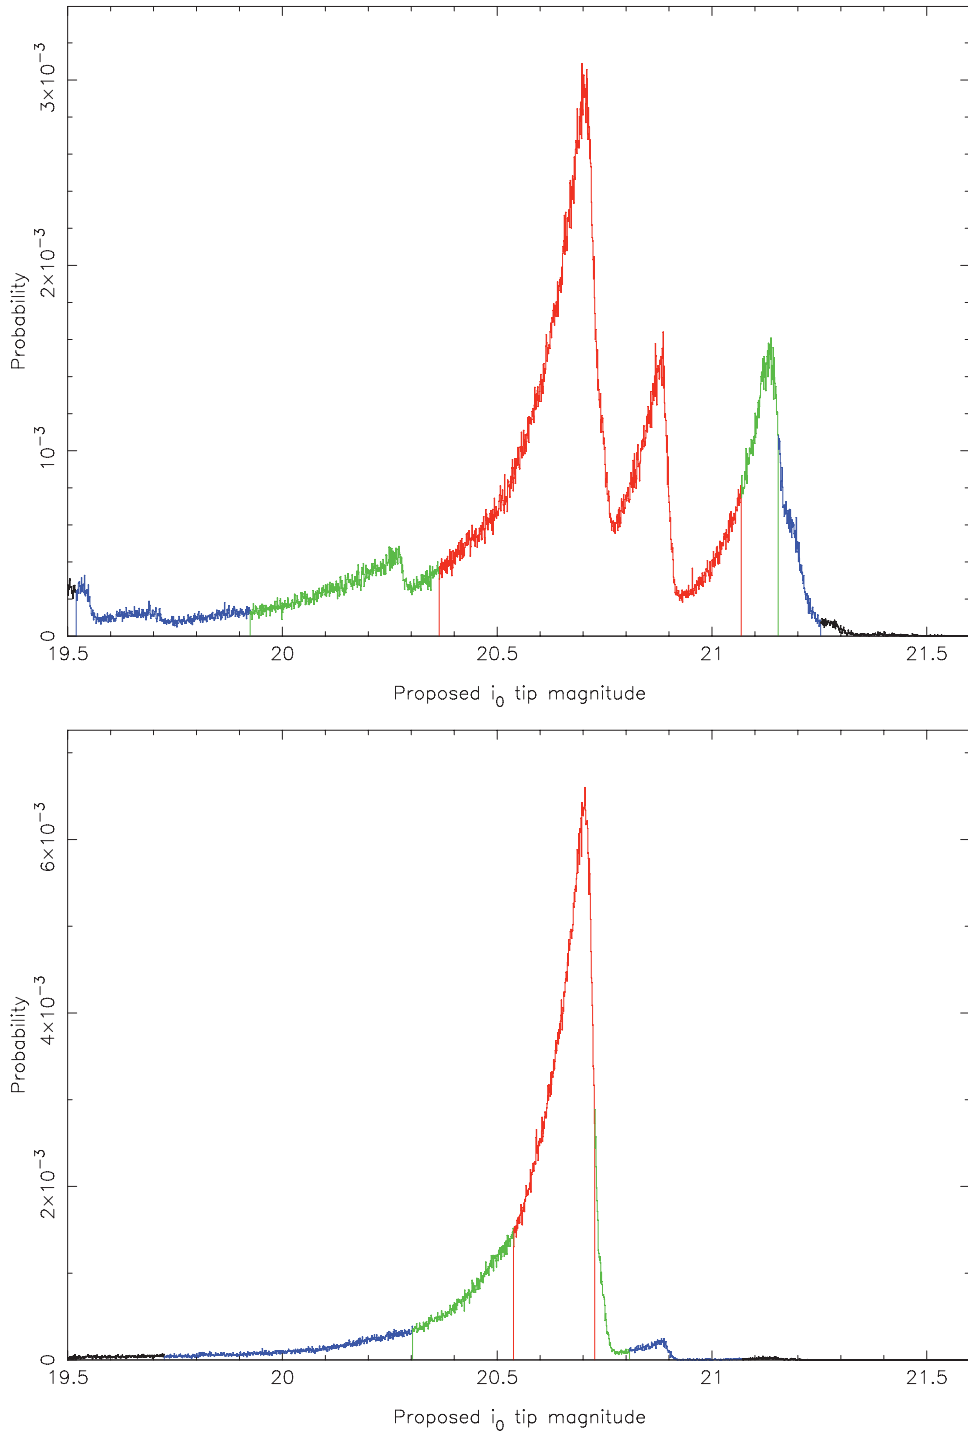 3×10⁻³
2×10⁻³
10⁻³
0
Probability
19.5 20 20.5 21 21.5
Proposed i₀ tip magnitude
6×10⁻³
4×10⁻³
2×10⁻³
0
Probability
19.5 20 20.5 21 21.5
Proposed i₀ tip magnitude